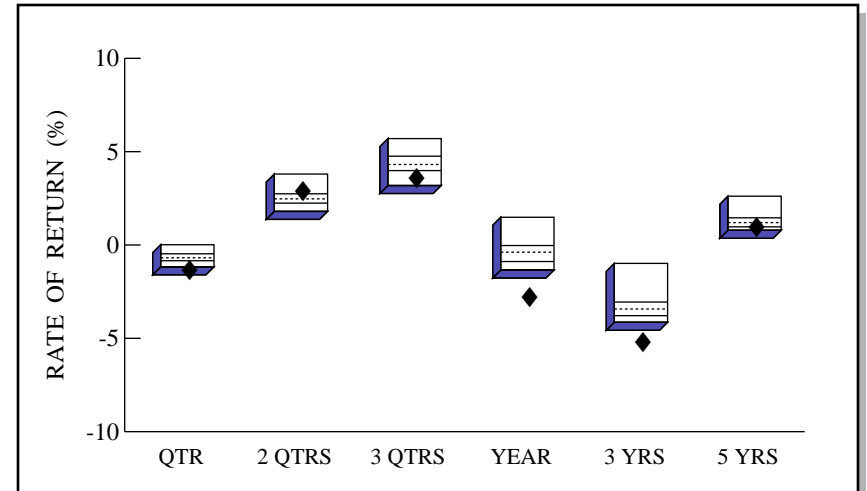 10
5
0
-5
-10
RATE OF RETURN (%)
QTR 2 QTRS 3 QTRS YEAR 3 YRS 5 YRS